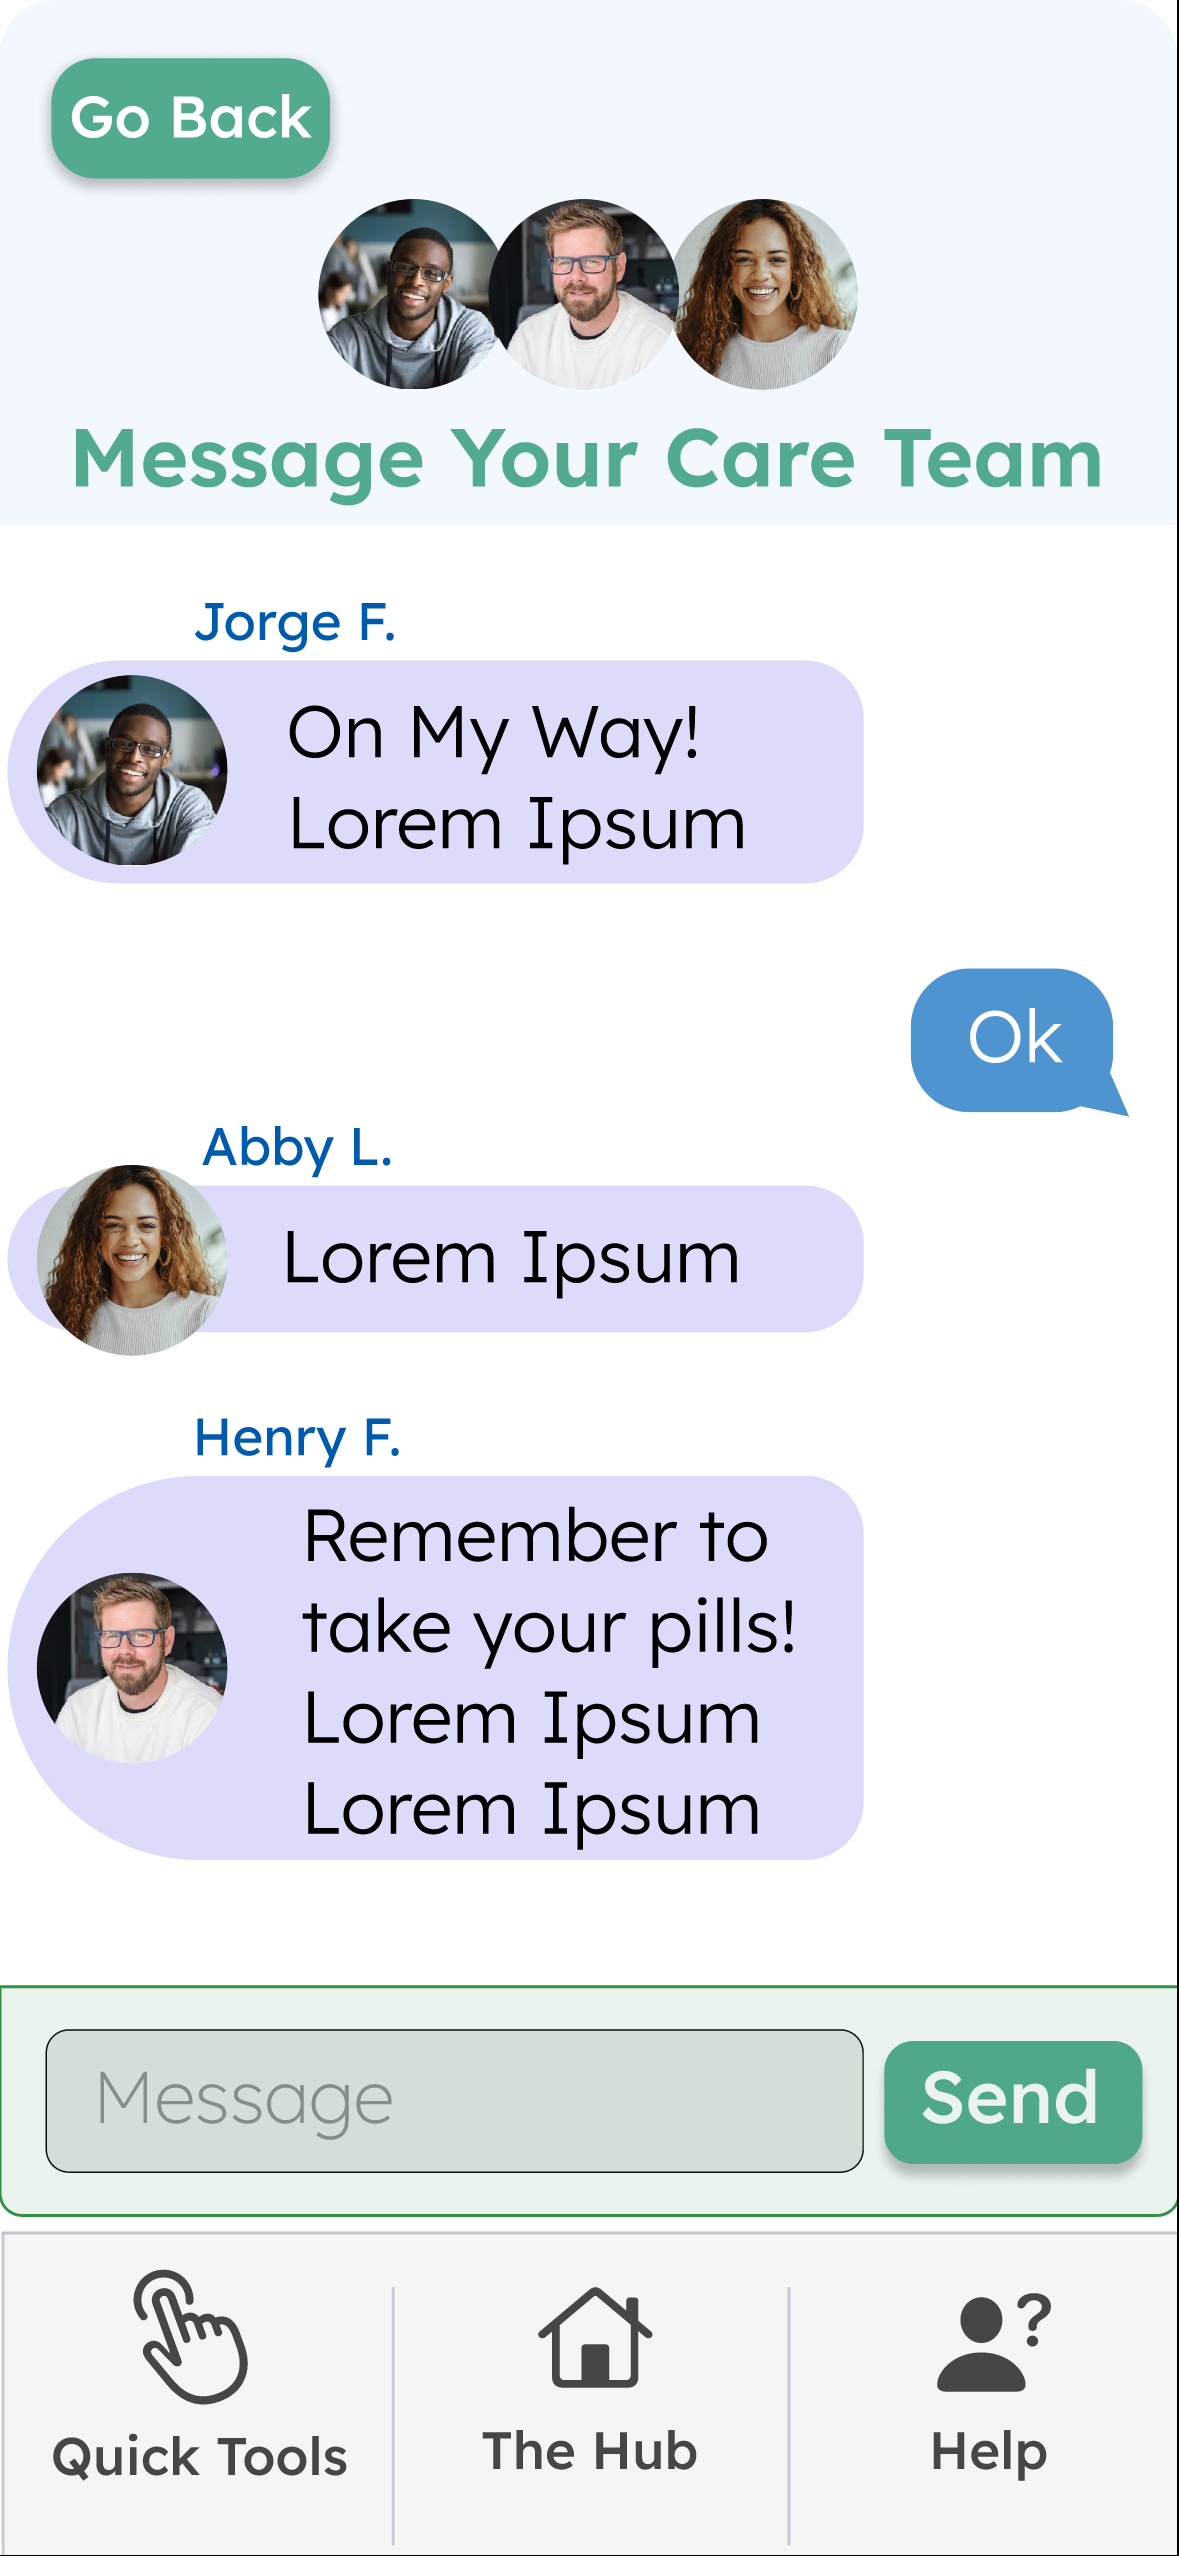 Go Back
Message Your Care Team
Jorge F.
On My Way!
Lorem Ipsum
Ok
Abby L.
Lorem Ipsum
Henry F.
Remember to
take your pills!
Lorem Ipsum
Lorem Ipsum
Message
Send
?
Quick Tools
The Hub
Help